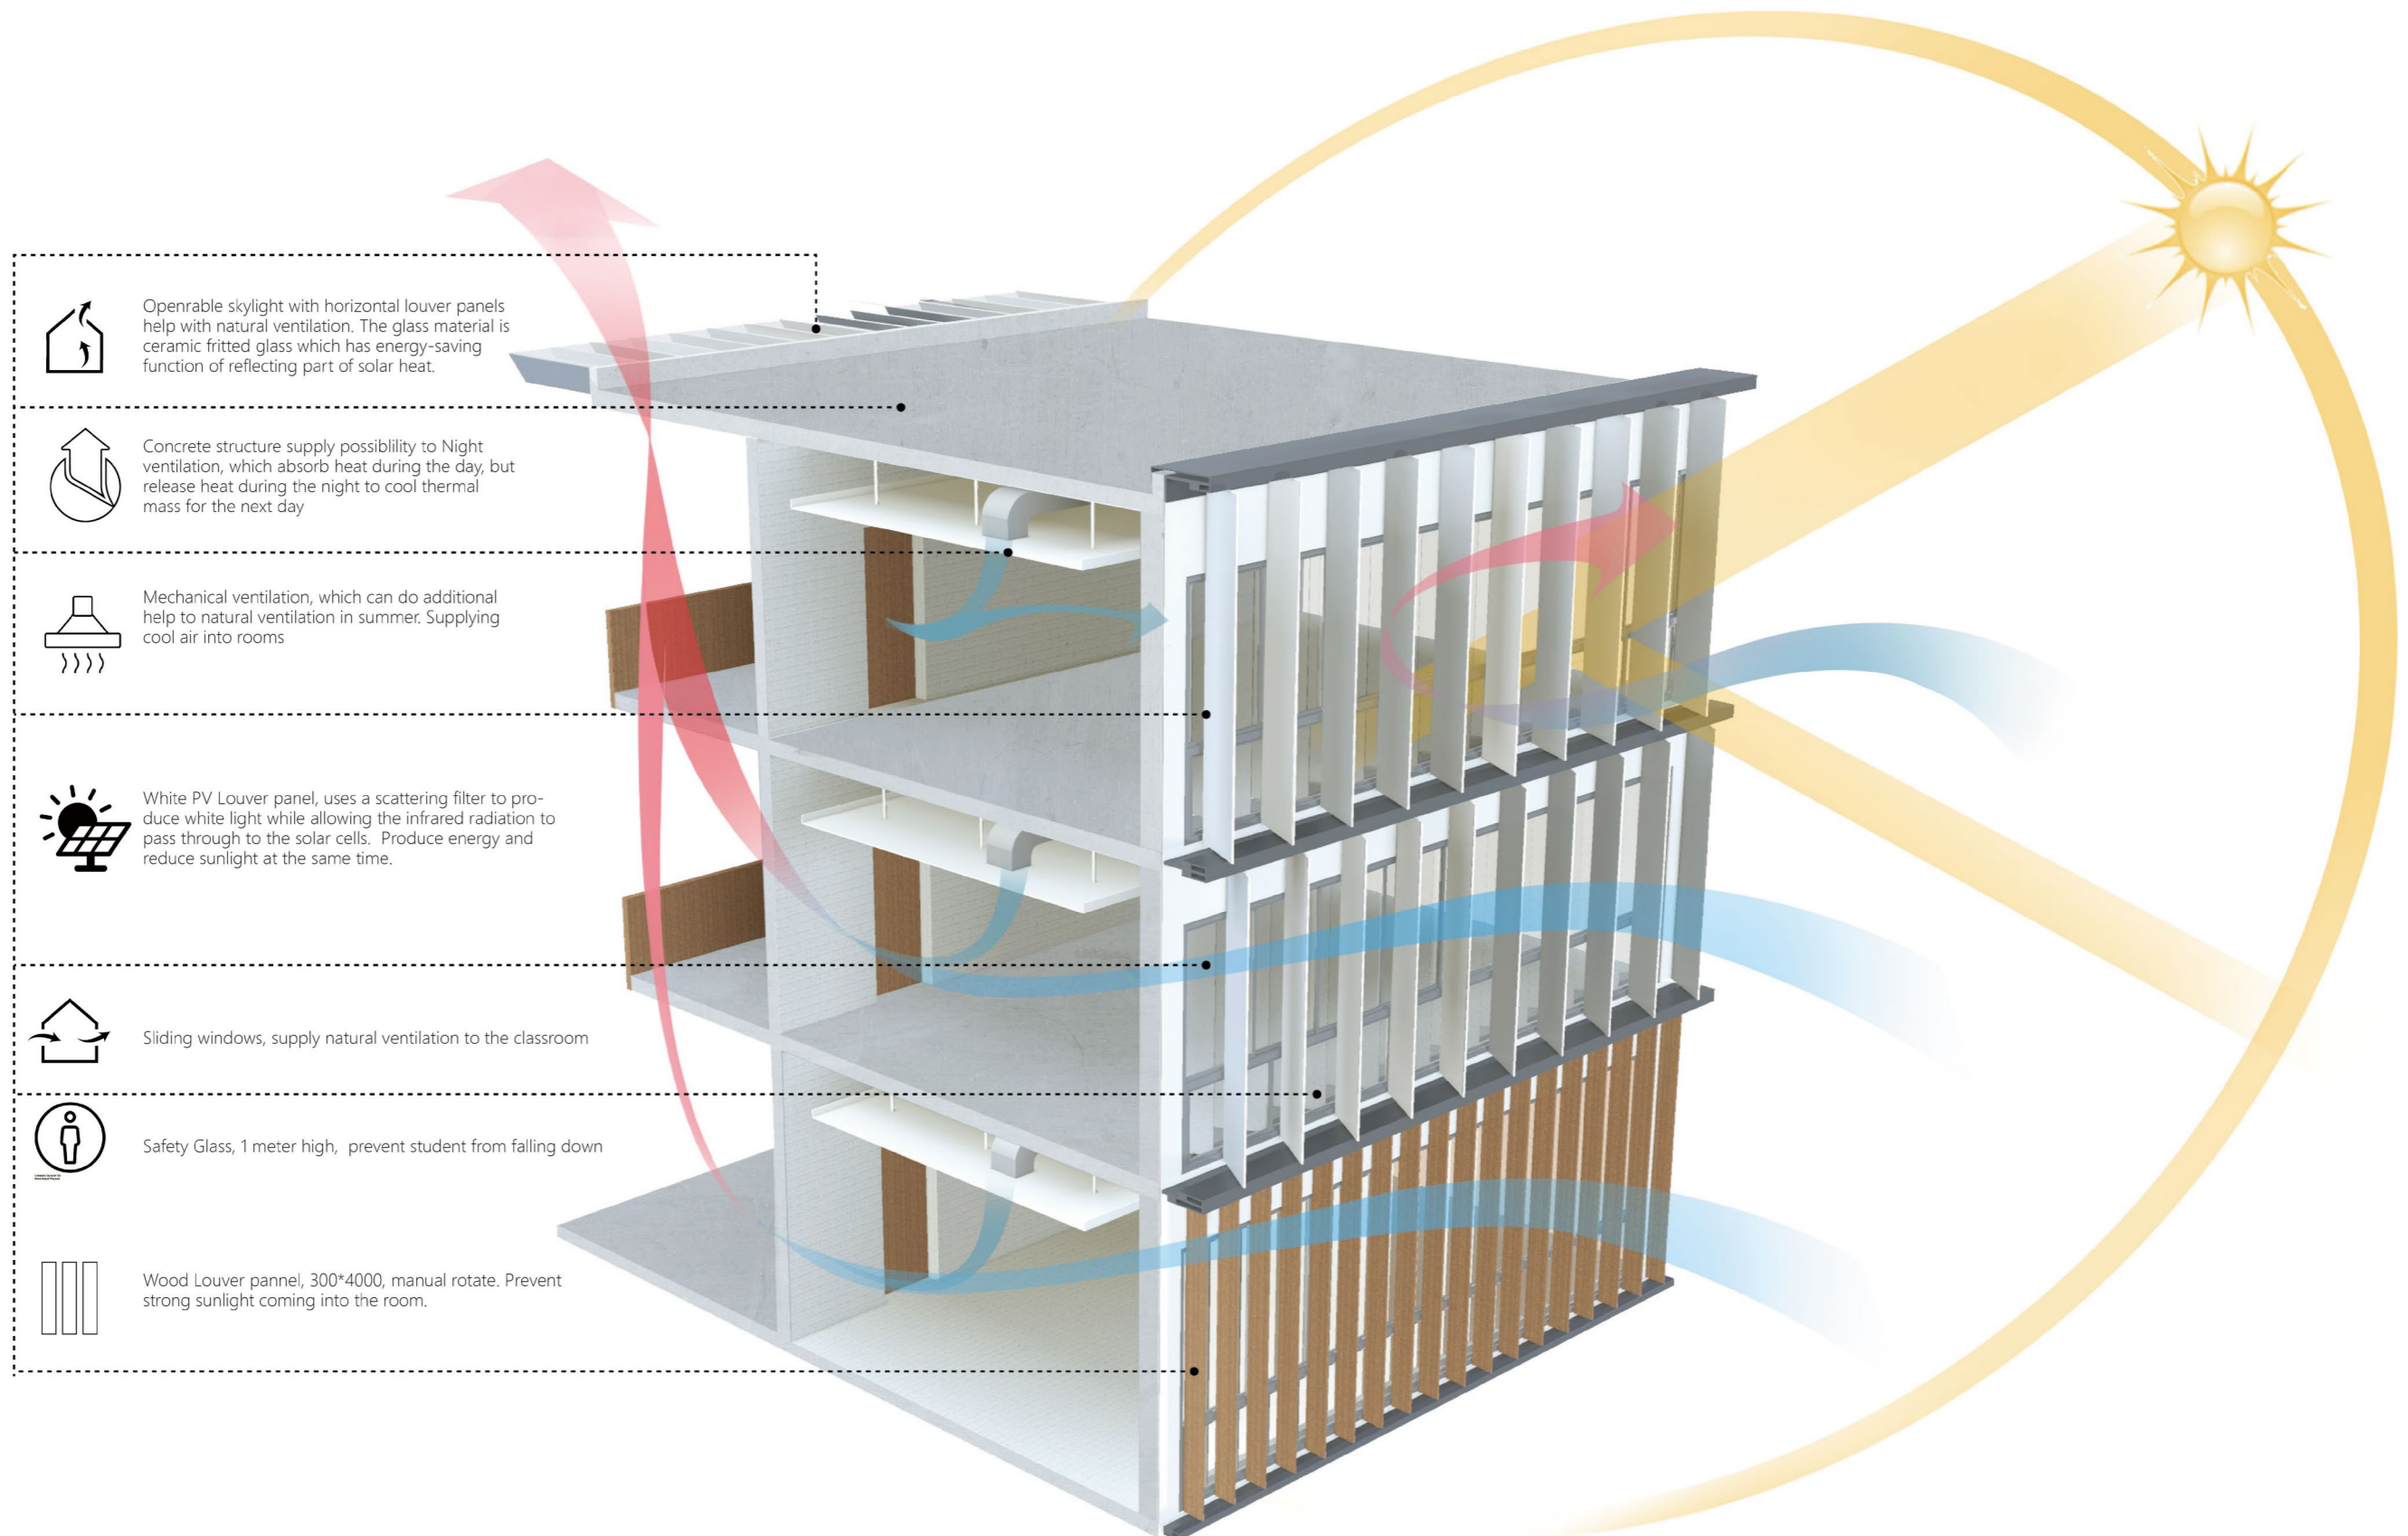 Openrable skylight with horizontal louver panels
help with natural ventilation. The glass material is
ceramic fritted glass which has energy-saving
function of reflecting part of solar heat.
Concrete structure supply possiblility to Night
ventilation, which absorb heat during the day, but
release heat during the night to cool thermal
mass for the next day
Mechanical ventilation, which can do additional
help to natural ventilation in summer. Supplying
cool air into rooms
White PV Louver panel, uses a scattering filter to pro-
duce white light while allowing the infrared radiation to
pass through to the solar cells.  Produce energy and
reduce sunlight at the same time.
Sliding windows, supply natural ventilation to the classroom
Safety Glass, 1 meter high,  prevent student from falling down
Wood Louver pannel, 300*4000, manual rotate. Prevent
strong sunlight coming into the room.